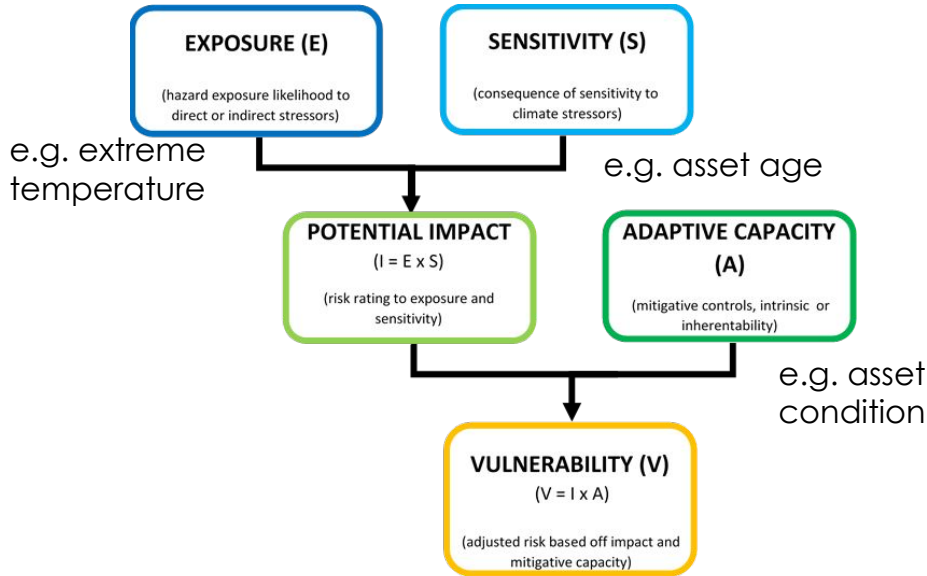 EXPOSURE (E)
(hazard exposure likelihood to
direct or indirect stressors)
SENSITIVITY (S)
(consequence of sensitivity to
climate stressors)
e.g. extreme
temperature
e.g. asset age
POTENTIAL IMPACT
(I = E x S)
(risk rating to exposure and
sensitivity)
ADAPTIVE CAPACITY
(A)
(mitigative controls, intrinsic or
inherentability)
e.g. asset
condition
VULNERABILITY (V)
(V = I x A)
(adjusted risk based off impact and
mitigative capacity)